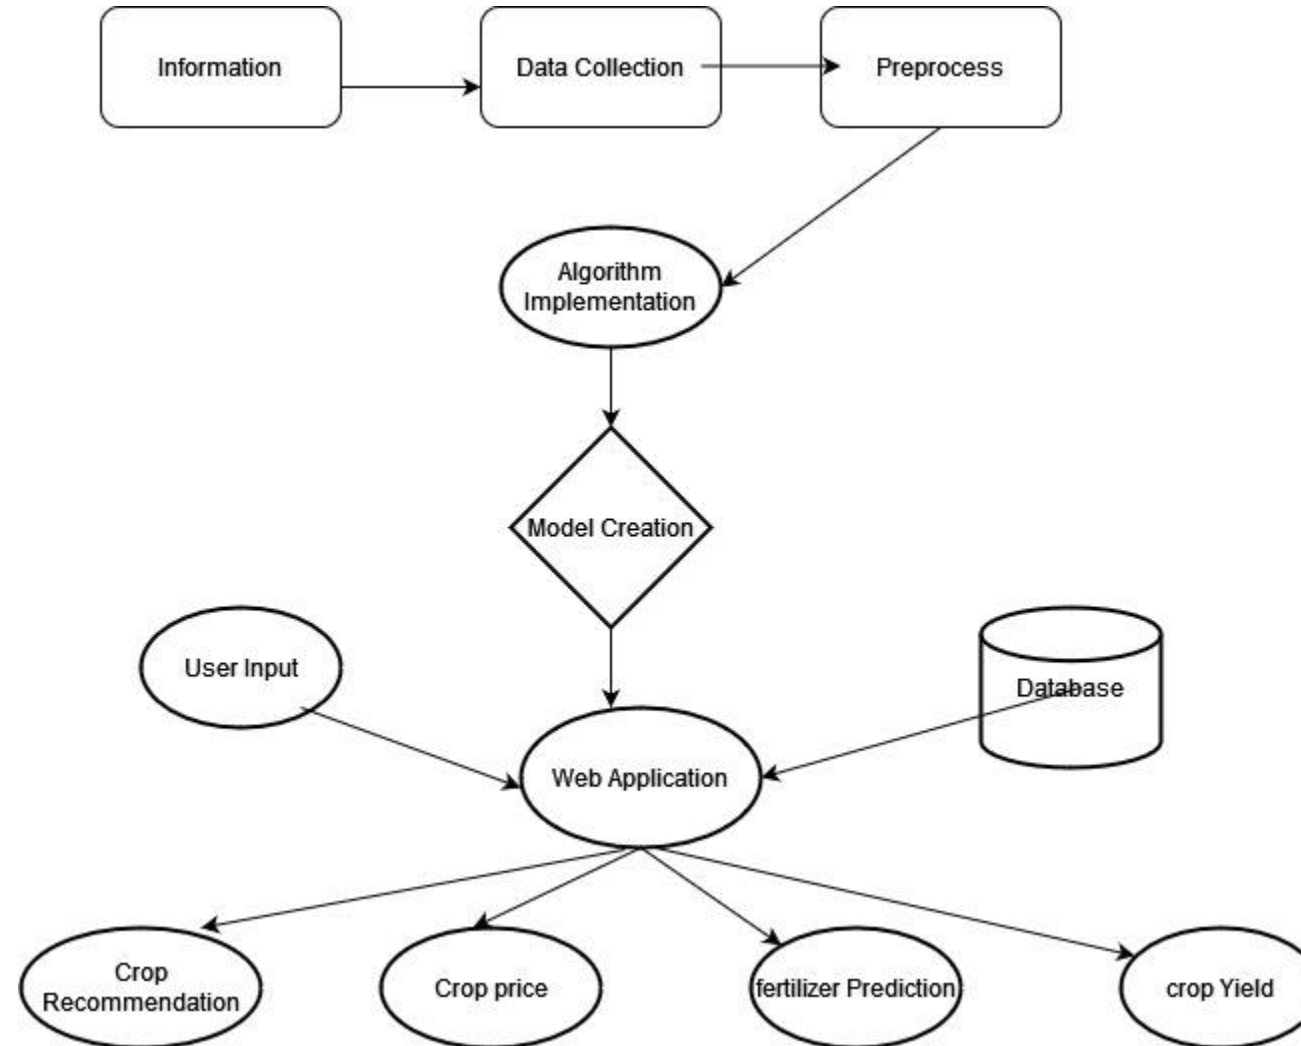 Information
Data Collection
Preprocess
Algorithm
Implementation
Model Creation
User Input
Database
Web Application
Crop
Recommendation
Crop price
fertilizer Prediction
crop Yield